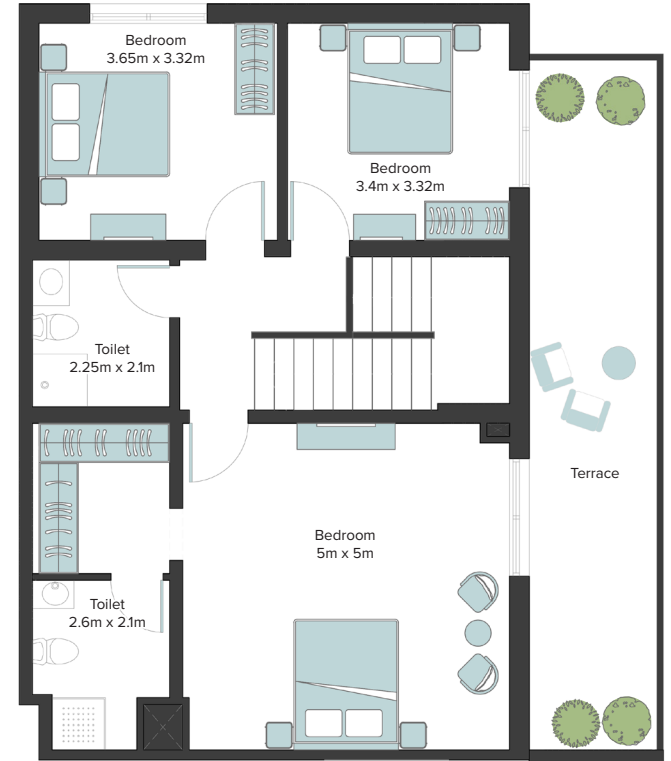 Bedroom
3.65m x 3.32m
Bedroom
3.4m x 3.32m
Toilet
2.25m x 2.1m
Terrace
Bedroom
5m x 5m
Toilet
2.6m x 2.1m